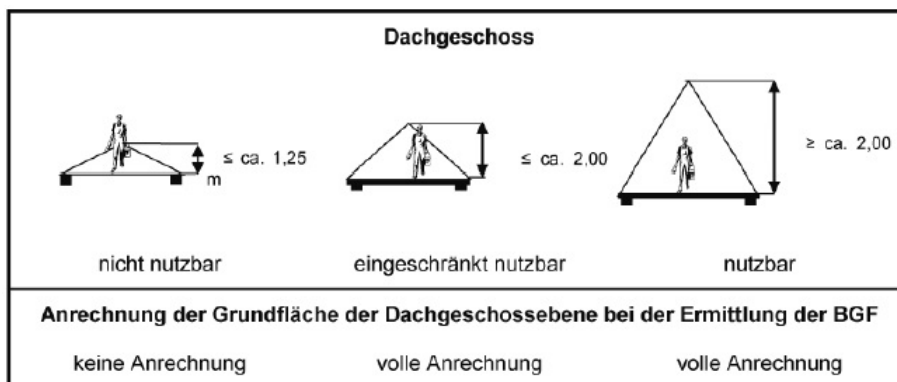 Dachgeschoss
≤ ca. 1,25
m
≤ ca. 2,00
≥ ca. 2,00
nicht nutzbar
eingeschränkt nutzbar
nutzbar
Anrechnung der Grundfläche der Dachgeschossebene bei der Ermittlung der BGF
keine Anrechnung
volle Anrechnung
volle Anrechnung